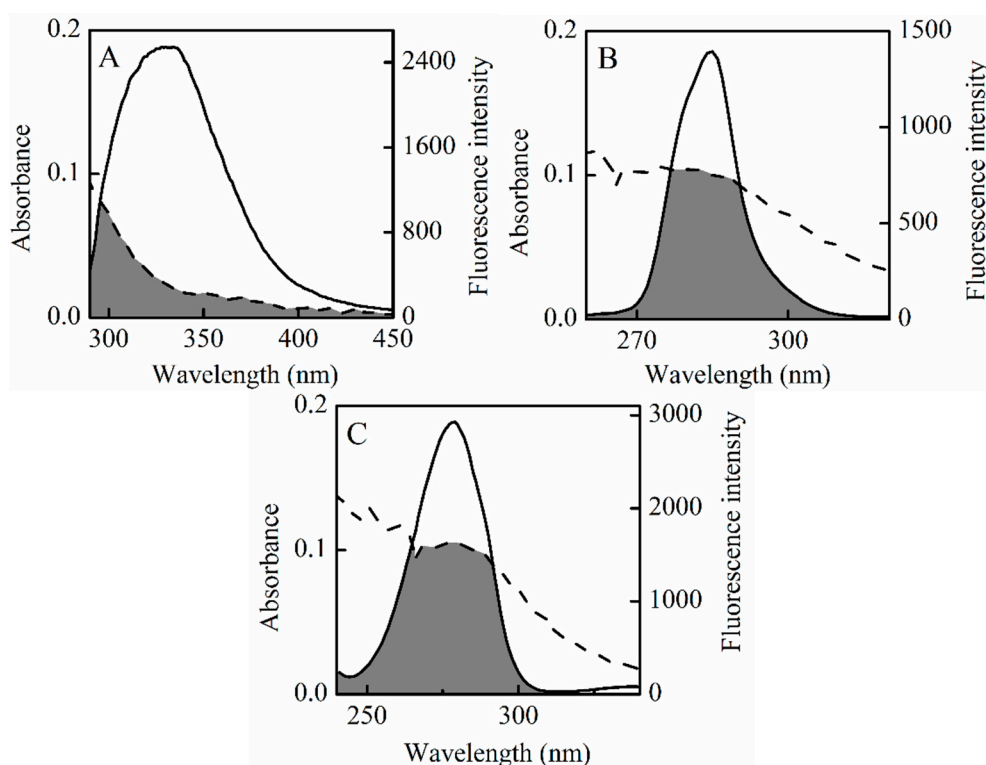 A
0.2
0.1
0.0
Absorbance
2400
1600
800
0
Fluorescence intensity
300
350
400
450
Wavelength (nm)
B
0.2
0.1
0.0
Absorbance
1500
1000
500
0
Fluorescence intensity
270
300
Wavelength (nm)
C
0.2
0.1
0.0
Absorbance
3000
2000
1000
0
Fluorescence intensity
250
300
Wavelength (nm)